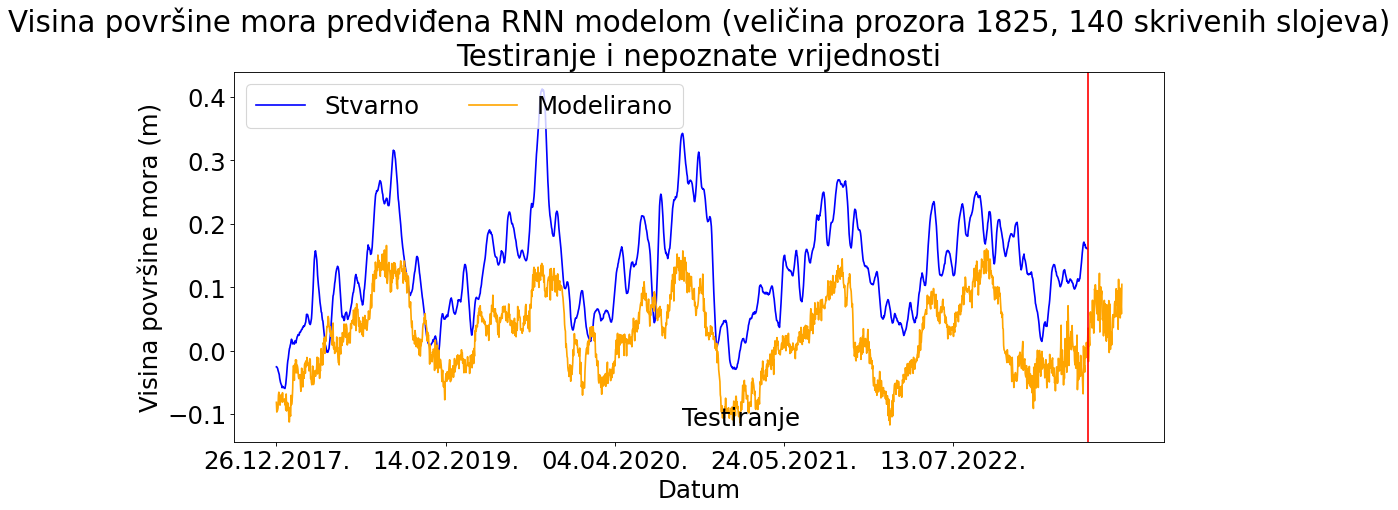 Visina površine mora predviđena RNN modelom (veličina prozora 1825, 140 skrivenih slojeva)
Testiranje i nepoznate vrijednosti
Stvarno
Modelirano
0.4
0.3
0.2
0.1
0.0
−0.1
Visina površine mora (m)
Testiranje
26.12.2017.
14.02.2019.
04.04.2020.
24.05.2021.
13.07.2022.
Datum